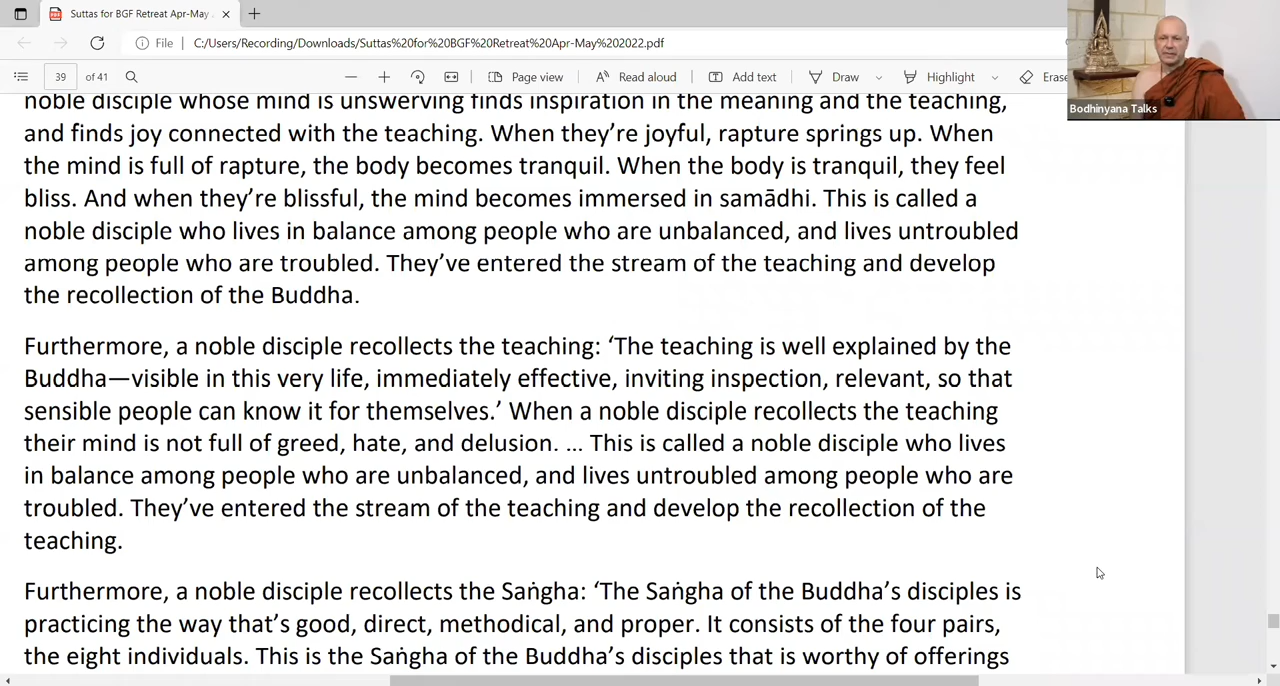 Suttas for BGF Retreat Apr-May
File C:/Users/Recording/Downloads/Suttas%20for%20BGF%20Retreat%20Apr-May%202022.pdf
39 of 41 Page view Read aloud Add text Draw Highlight Erase
Bodhinyana Talks
noble disciple whose mind is unswerving finds inspiration in the meaning and the teaching,
and finds joy connected with the teaching. When they’re joyful, rapture springs up. When
the mind is full of rapture, the body becomes tranquil. When the body is tranquil, they feel
bliss. And when they’re blissful, the mind becomes immersed in samādhi. This is called a
noble disciple who lives in balance among people who are unbalanced, and lives untroubled
among people who are troubled. They’ve entered the stream of the teaching and develop
the recollection of the Buddha.
Furthermore, a noble disciple recollects the teaching: ‘The teaching is well explained by the
Buddha—visible in this very life, immediately effective, inviting inspection, relevant, so that
sensible people can know it for themselves.’ When a noble disciple recollects the teaching
their mind is not full of greed, hate, and delusion. ... This is called a noble disciple who lives
in balance among people who are unbalanced, and lives untroubled among people who are
troubled. They’ve entered the stream of the teaching and develop the recollection of the
teaching.
Furthermore, a noble disciple recollects the Saṅgha: ‘The Saṅgha of the Buddha’s disciples is
practicing the way that’s good, direct, methodical, and proper. It consists of the four pairs,
the eight individuals. This is the Saṅgha of the Buddha’s disciples that is worthy of offerings